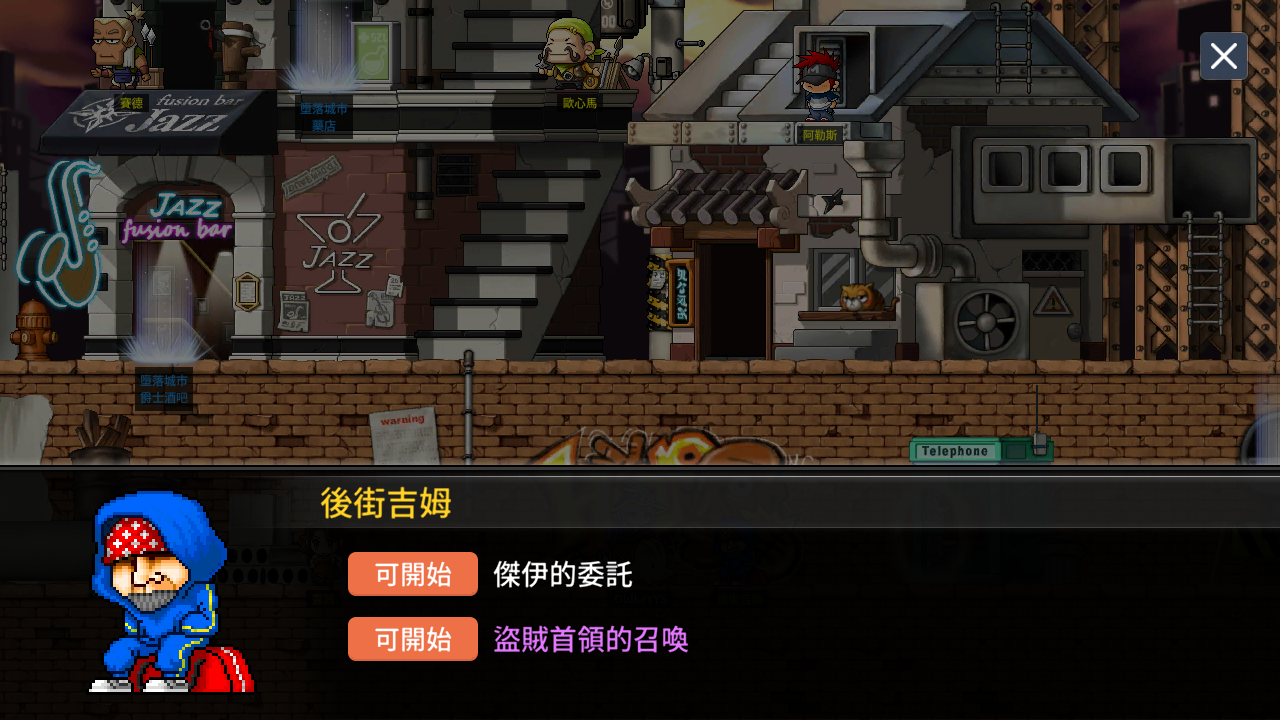 賽德
fusion bar
Jazz
墮落城市
藥店
歐心馬
阿勒斯
JAZZ
fusion bar
JAZZ
JAZZ
墮落城市
爵士酒吧
warning
Telephone
後街吉姆
可開始 傑伊的委託
可開始 盜賊首領的召喚